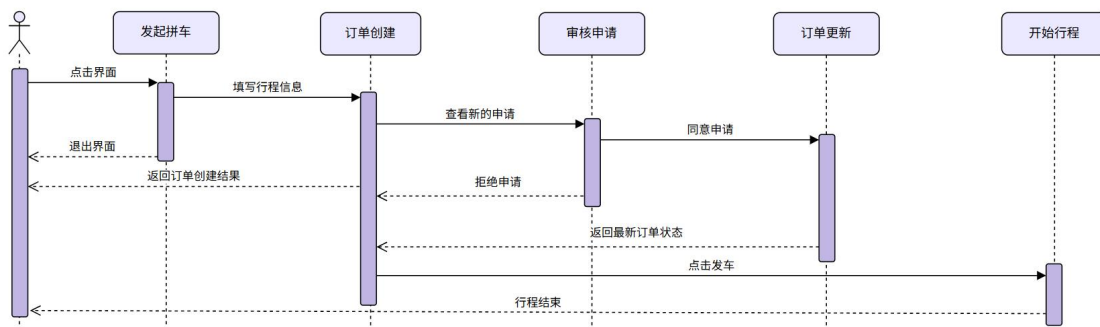 发起拼车
订单创建
审核申请
订单更新
开始行程
点击界面
填写行程信息
查看新的申请
同意申请
退出界面
返回订单创建结果
拒绝申请
返回最新订单状态
点击发车
行程结束